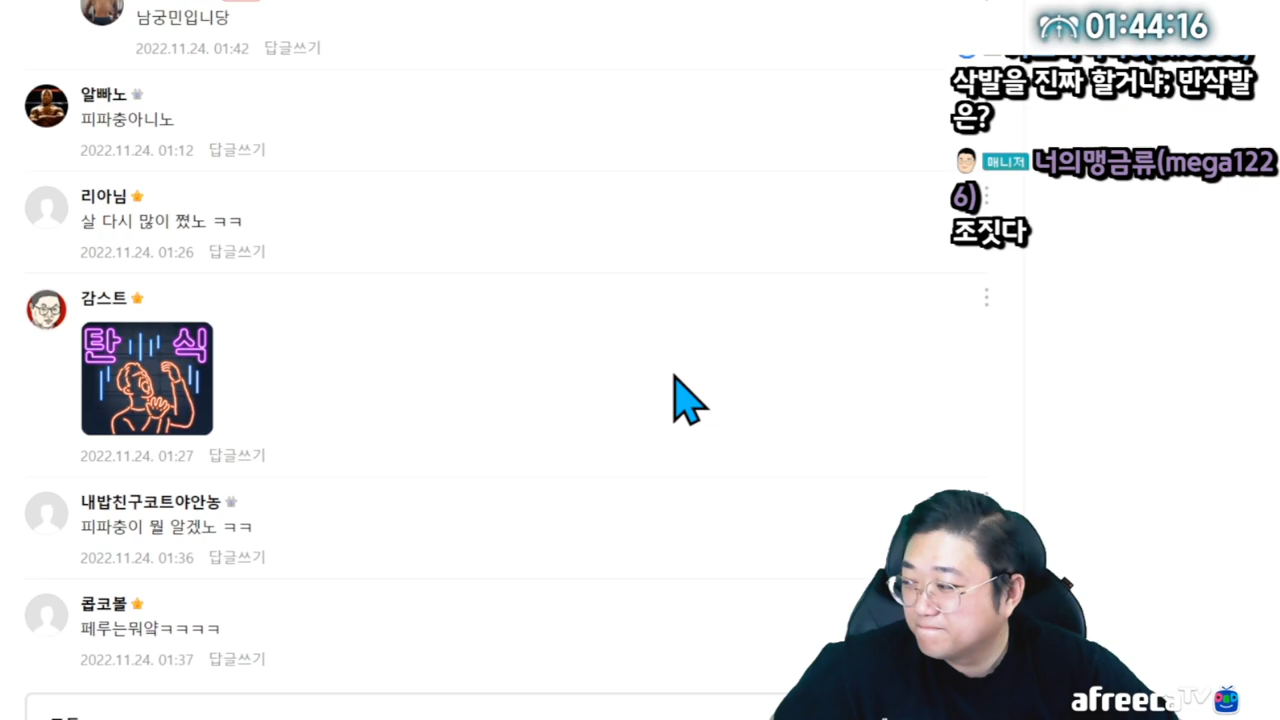 남궁민입니당
2022.11.24. 01:42 답글쓰기
알빠노
피파충아니노
2022.11.24. 01:12 답글쓰기
리아님
살 다시 많이 쪘노 ㅋㅋ
2022.11.24. 01:26 답글쓰기
감스트
탄 식
2022.11.24. 01:27 답글쓰기
내밥친구코트야안농
피파충이 뭘 알겠노 ㅋㅋ
2022.11.24. 01:36 답글쓰기
콥코볼
페루는뭐얔ㅋㅋㅋㅋ
2022.11.24. 01:37 답글쓰기
01:44:16
삭발을 진짜 할거냐; 반삭발
은?
매니저 너의맹금류(mega122
6)
조짓다
afreecaTV